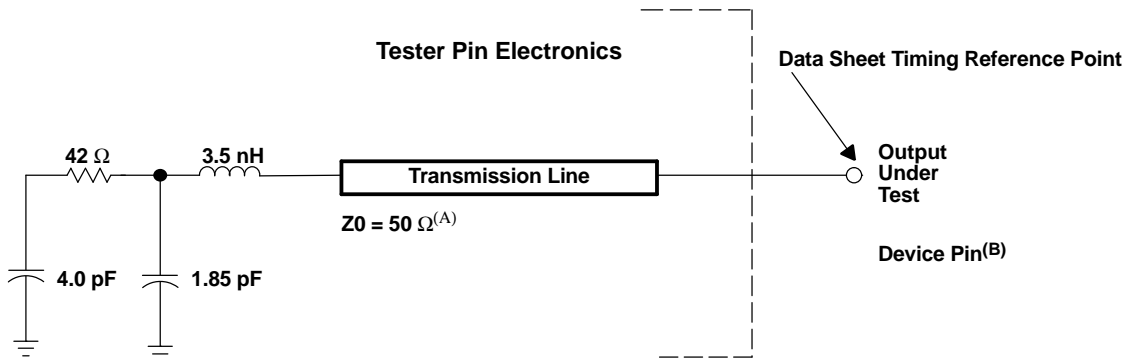 Tester Pin Electronics
Data Sheet Timing Reference Point
42 Ω
3.5 nH
Transmission Line
Output
Under
Test
Z0 = 50 Ω(A)
Device Pin(B)
4.0 pF
1.85 pF